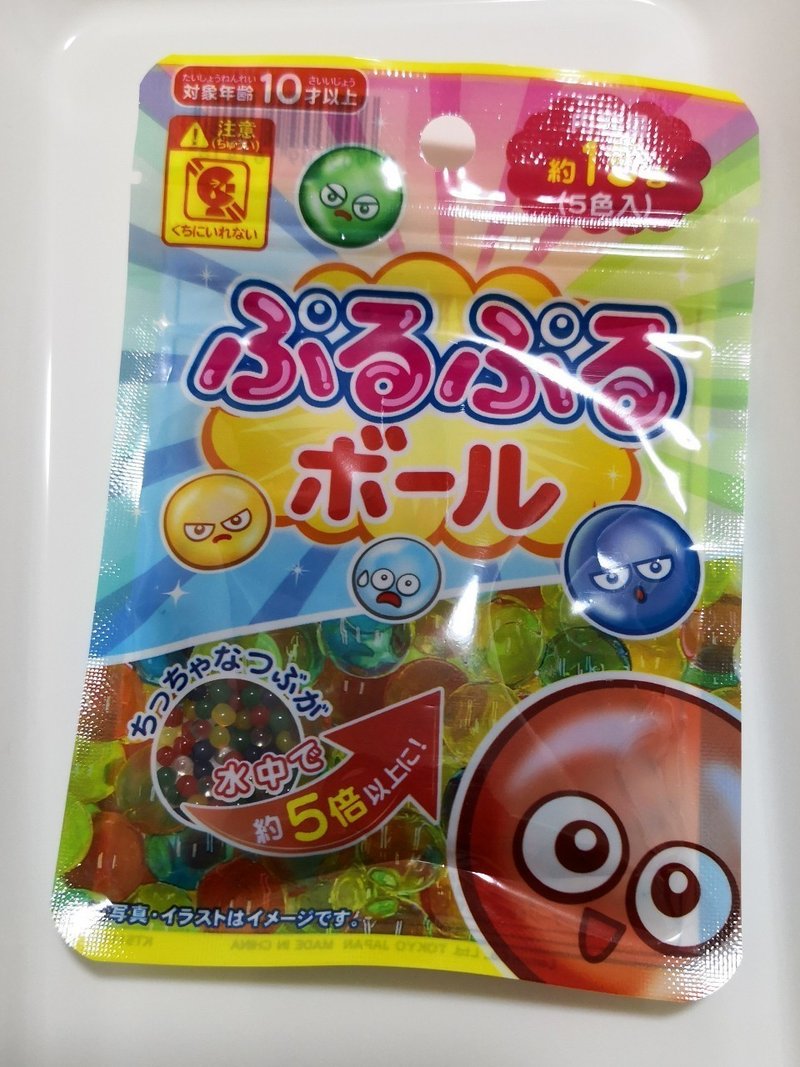 たいしょうねんれい さいいじょう
対象年齢10才以上
注意
(ちゅうい)
くちにいれない
約
(5色入)
ぷるぷる
ボール
ちっちゃなつぶが
水中で
約5倍以上に!
写真・イラストはイメージです。
TOKYO JAPAN MADE IN CHINA